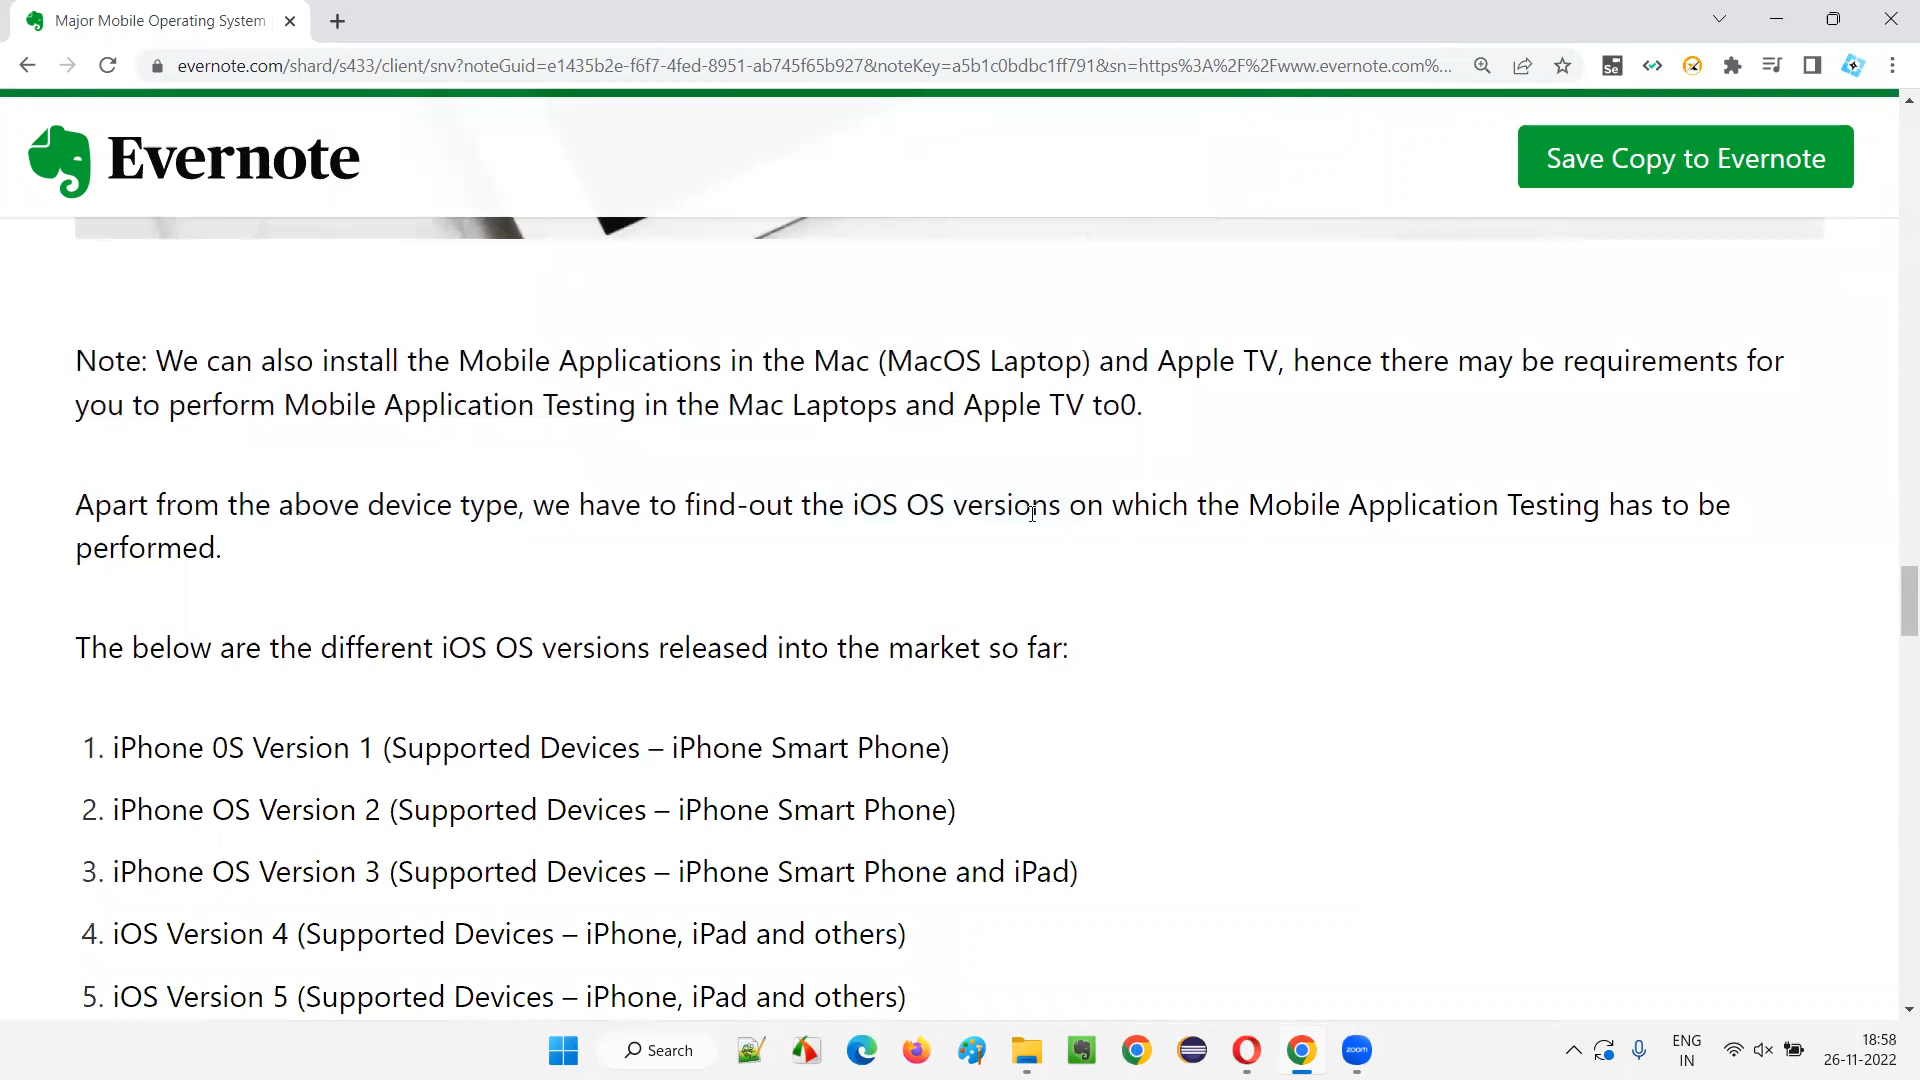 Major Mobile Operating System
evernote.com/shard/s433/client/snv?noteGuid=e1435b2e-f6f7-4fed-8951-ab745f65b927&noteKey=a5b1c0bdbc1ff791&sn=https%3A%2F%2Fwww.evernote.com%...
Se
Evernote
Save Copy to Evernote
Note: We can also install the Mobile Applications in the Mac (MacOS Laptop) and Apple TV, hence there may be requirements for
you to perform Mobile Application Testing in the Mac Laptops and Apple TV to0.
Apart from the above device type, we have to find-out the iOS OS versions on which the Mobile Application Testing has to be
performed.
The below are the different iOS OS versions released into the market so far:
1. iPhone 0S Version 1 (Supported Devices – iPhone Smart Phone)
2. iPhone OS Version 2 (Supported Devices – iPhone Smart Phone)
3. iPhone OS Version 3 (Supported Devices – iPhone Smart Phone and iPad)
4. iOS Version 4 (Supported Devices – iPhone, iPad and others)
5. iOS Version 5 (Supported Devices – iPhone, iPad and others)
Search
zoom
ENG
IN
18:58
26-11-2022